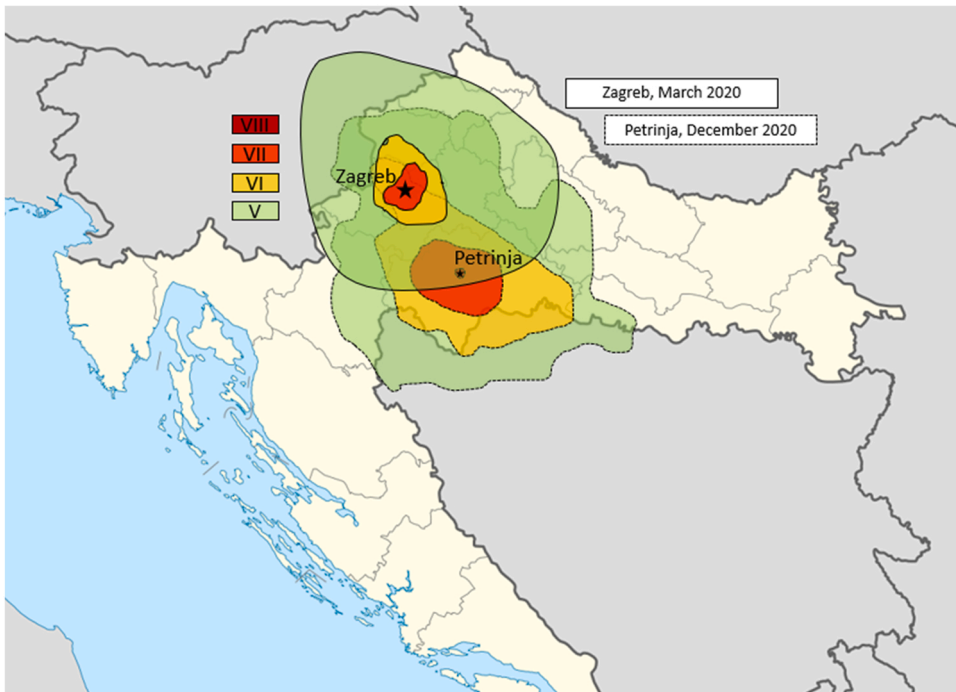 Zagreb, March 2020
Petrinja, December 2020
VIII
VII
VI
V
Zagreb
Petrinja